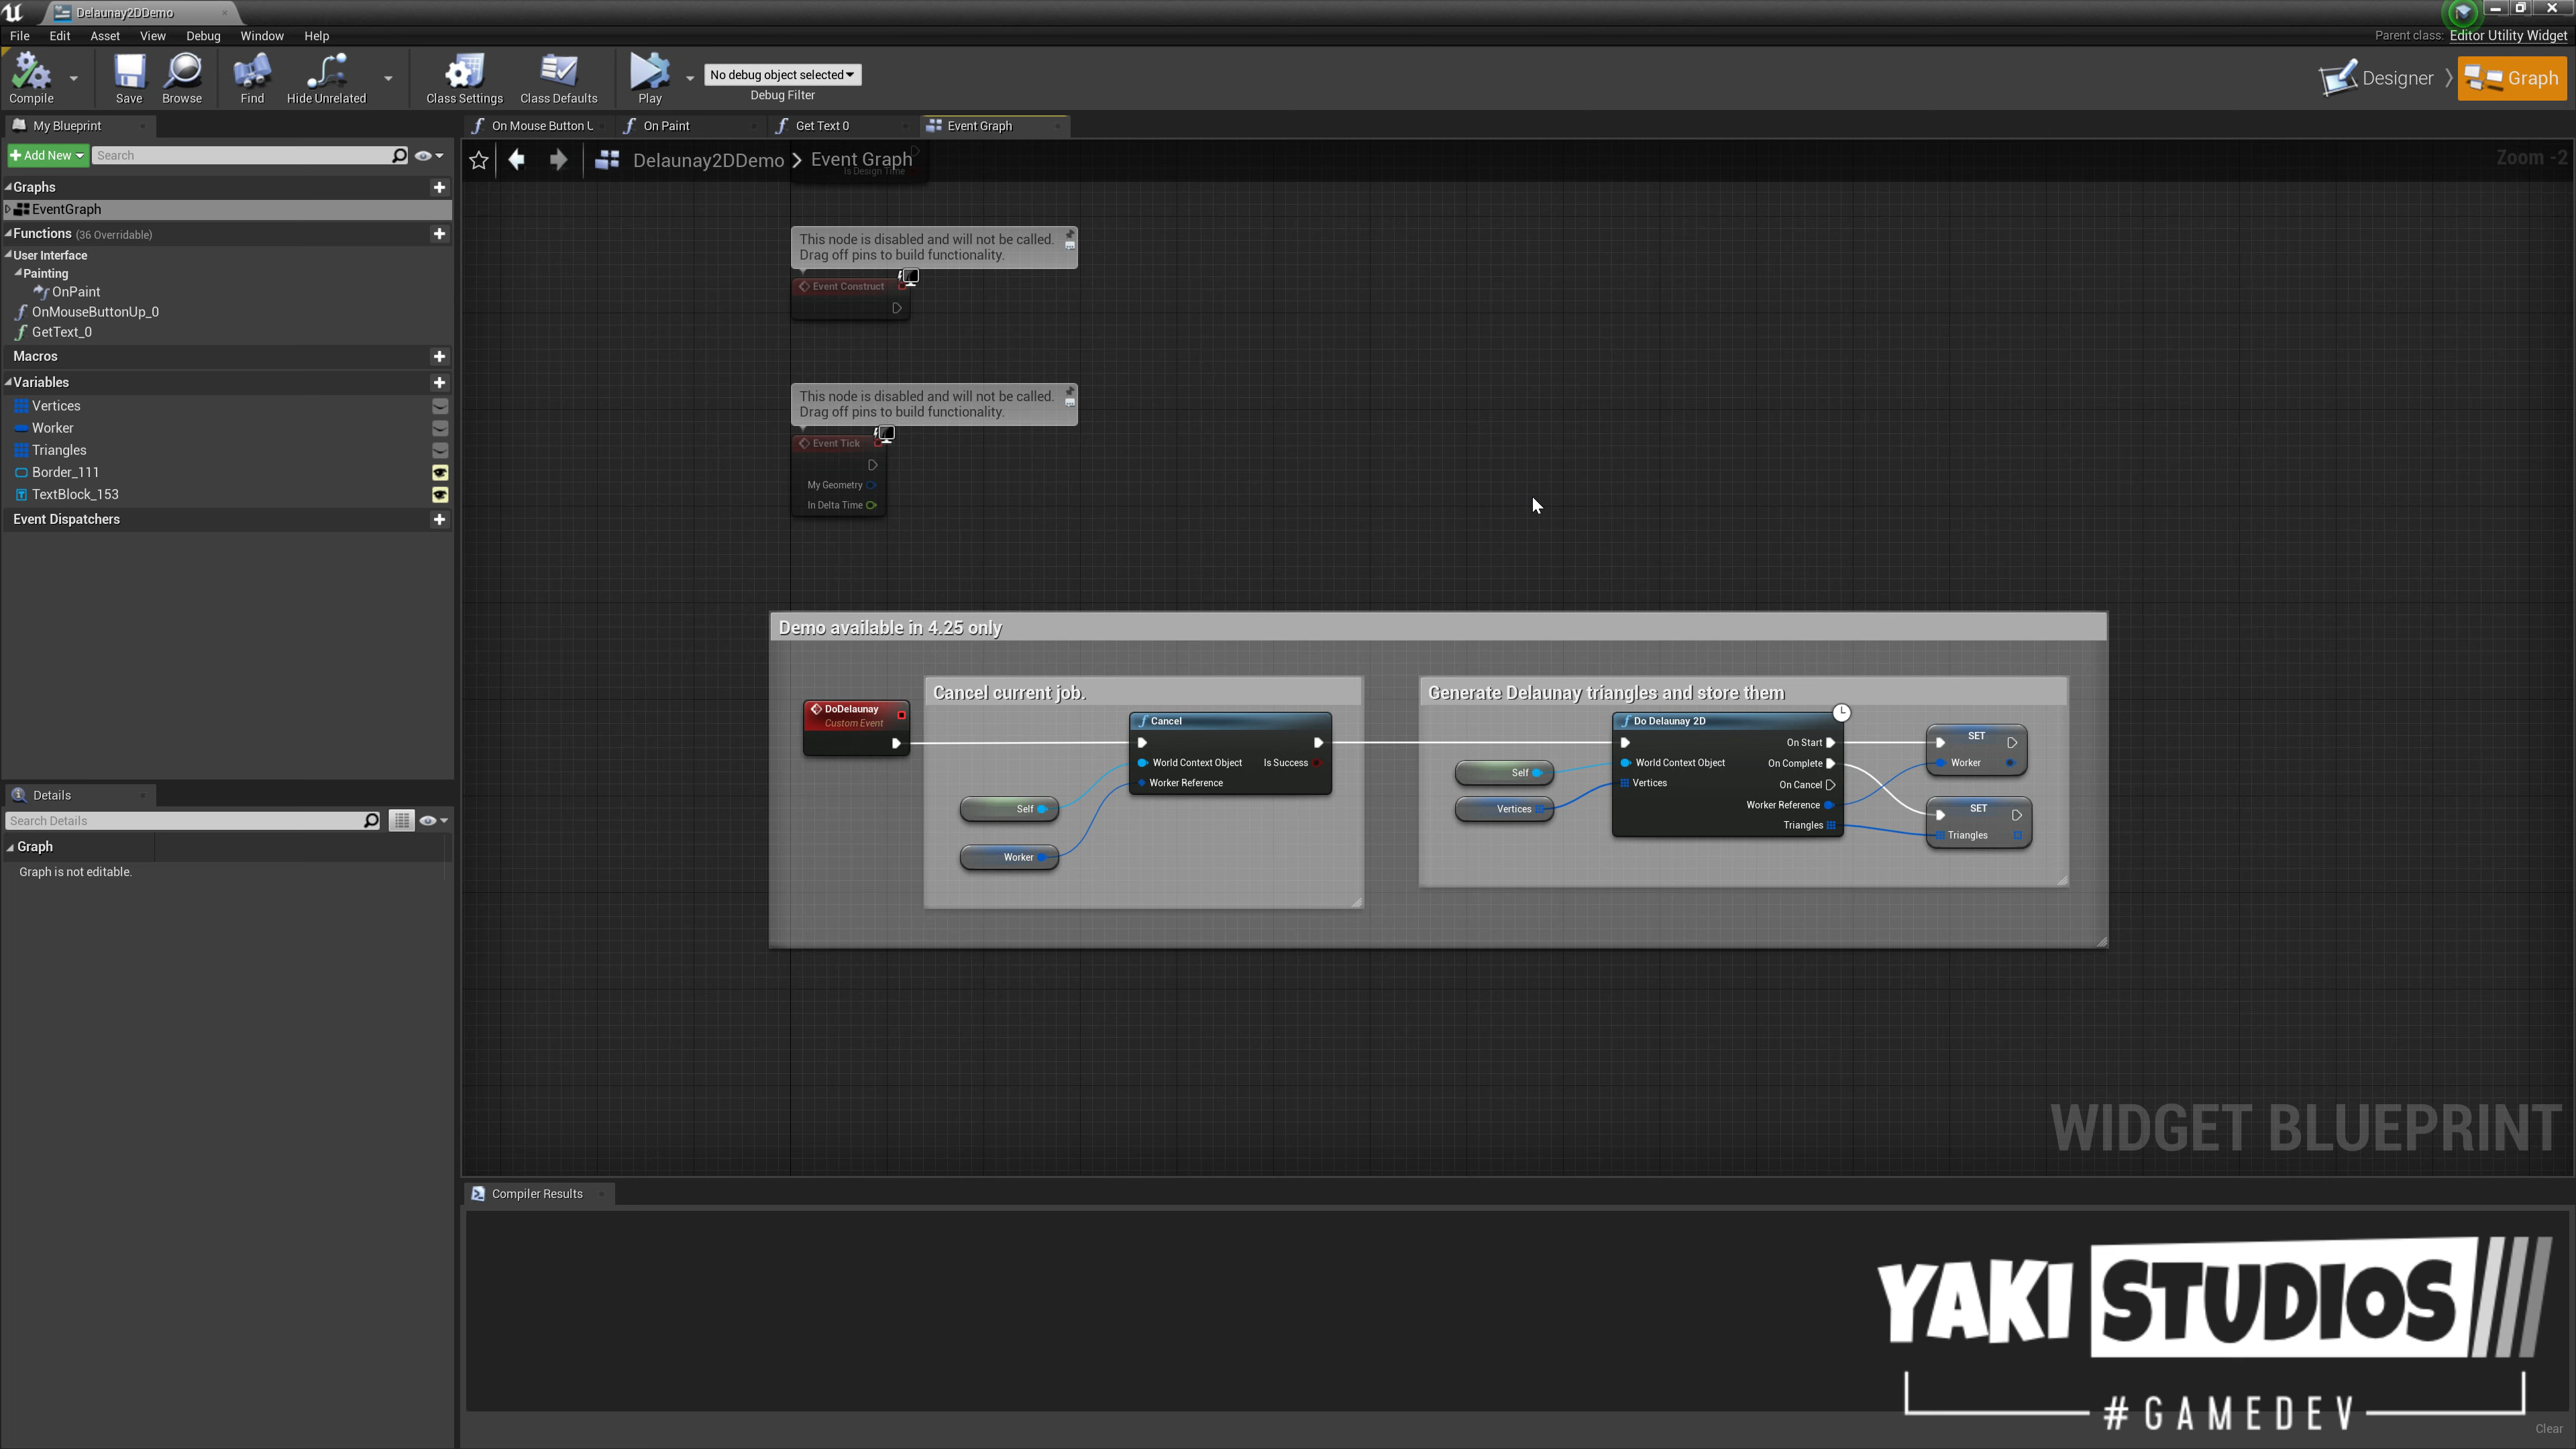 Delaunay2DDemo
File Edit Asset View Debug Window Help
Parent class: Editor Utility Widget
Compile
Save
Browse
Find
Hide Unrelated
Class Settings
Class Defaults
Play
No debug object selected
Debug Filter
Designer
Graph
My Blueprint
Add New
Search
Graphs
EventGraph
Functions (36 Overridable)
User Interface
Painting
OnPaint
OnMouseButtonUp_0
GetText_0
Macros
Variables
Vertices
Worker
Triangles
Border_111
TextBlock_153
Event Dispatchers
Details
Search Details
Graph
Graph is not editable.
On Mouse Button U
On Paint
Get Text 0
Event Graph
Delaunay2DDemo > Event Graph
Zoom -2
Is Design Time
This node is disabled and will not be called.
Drag off pins to build functionality.
Event Construct
This node is disabled and will not be called.
Drag off pins to build functionality.
Event Tick
My Geometry
In Delta Time
Demo available in 4.25 only
DoDelaunay
Custom Event
Cancel current job.
Cancel
World Context Object
Is Success
Worker Reference
Self
Worker
Generate Delaunay triangles and store them
Self
Vertices
Do Delaunay 2D
On Start
World Context Object
On Complete
Vertices
On Cancel
Worker Reference
Triangles
SET
Worker
SET
Triangles
WIDGET BLUEPRINT
Compiler Results
YAKI STUDIOS
#GAMEDEV
Clear